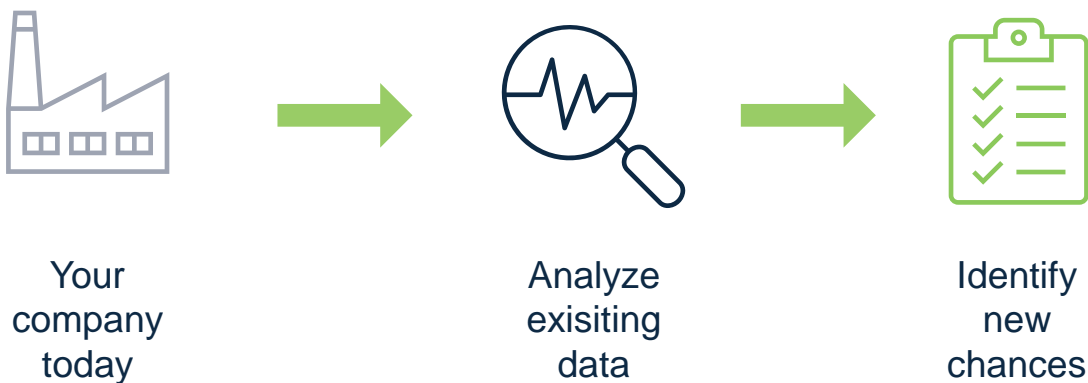 Your
company
today
Analyze
exisiting
data
Identify
new
chances